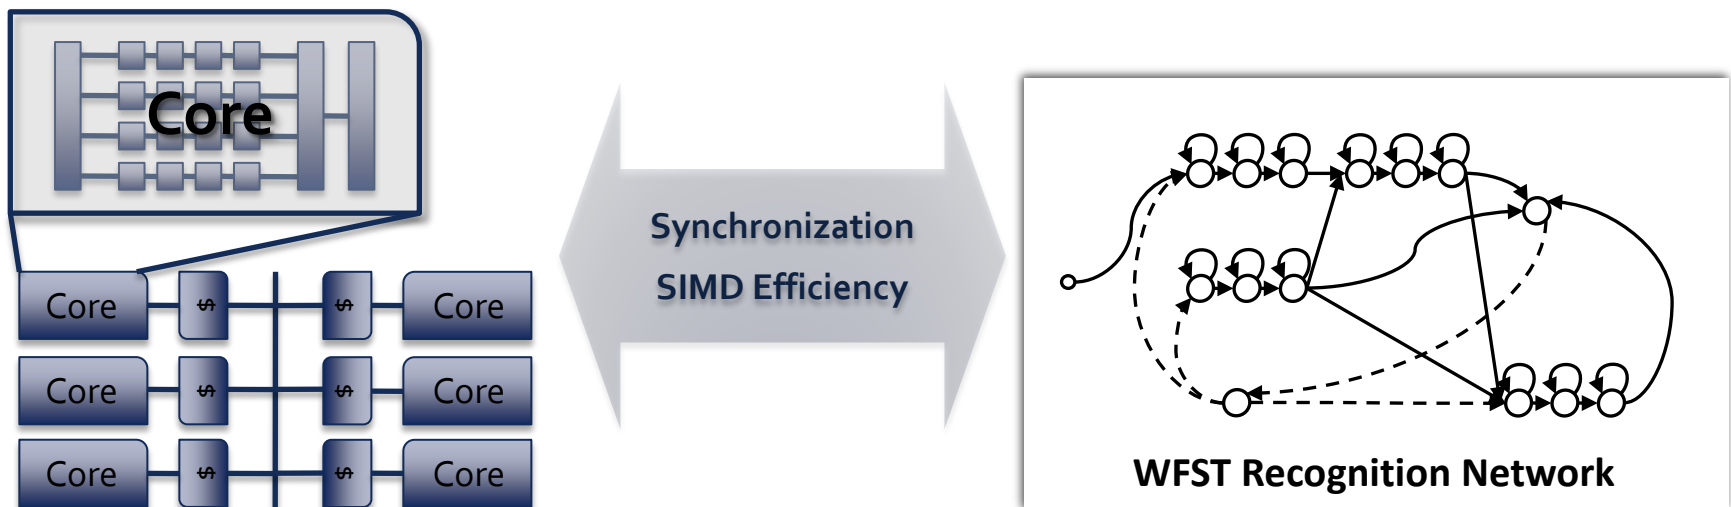 Core
Core $ $ Core
Core $ $ Core
Core $ $ Core
Synchronization
SIMD Efficiency
WFST Recognition Network